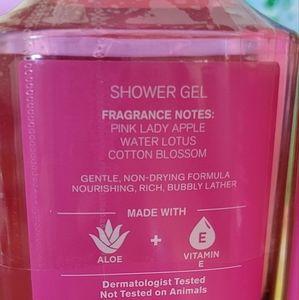 SHOWER GEL
FRAGRANCE NOTES:
PINK LADY APPLE
WATER LOTUS
COTTON BLOSSOM
GENTLE, NON-DRYING FORMULA
NOURISHING, RICH, BUBBLY LATHER
MADE WITH
+ E
ALOE VITAMIN
E
Dermatologist Tested
Not Tested on Animals